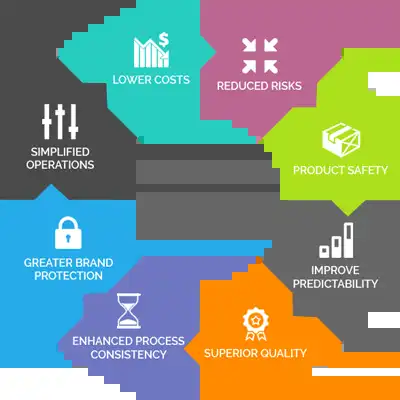 LOWER COSTS
REDUCED RISKS
PRODUCT SAFETY
IMPROVE
PREDICTABILITY
SUPERIOR QUALITY
ENHANCED PROCESS
CONSISTENCY
GREATER BRAND
PROTECTION
SIMPLIFIED
OPERATIONS